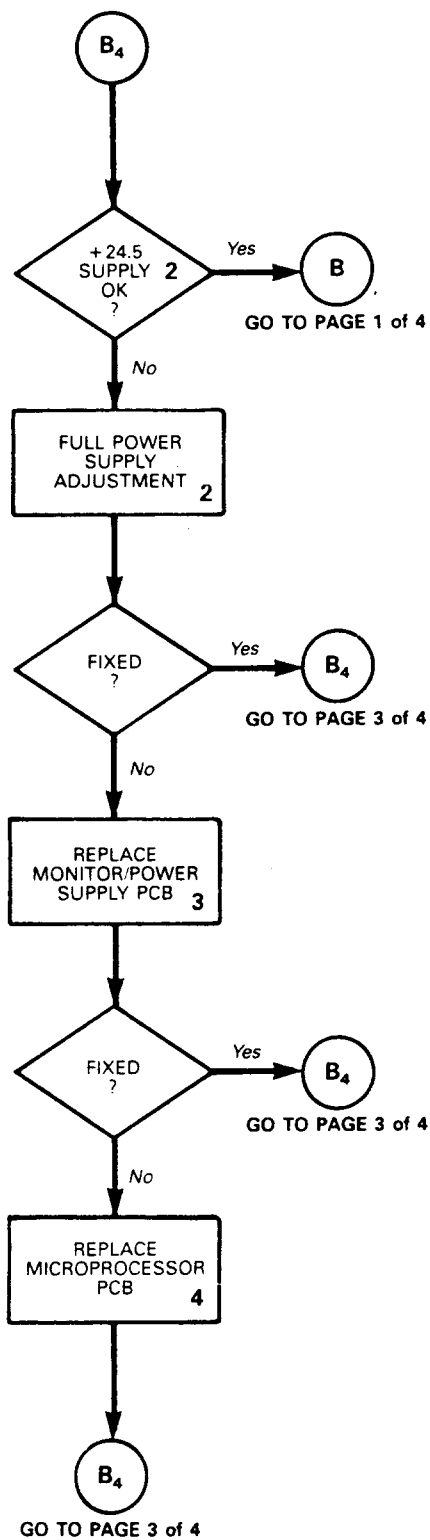 B4
+ 24.5
SUPPLY 2
OK
?
Yes
B
GO TO PAGE 1 of 4
No
FULL POWER
SUPPLY
ADJUSTMENT
2
FIXED
?
Yes
B4
GO TO PAGE 3 of 4
No
REPLACE
MONITOR/POWER
SUPPLY PCB
3
FIXED
?
Yes
B4
GO TO PAGE 3 of 4
No
REPLACE
MICROPROCESSOR
PCB
4
B4
GO TO PAGE 3 of 4